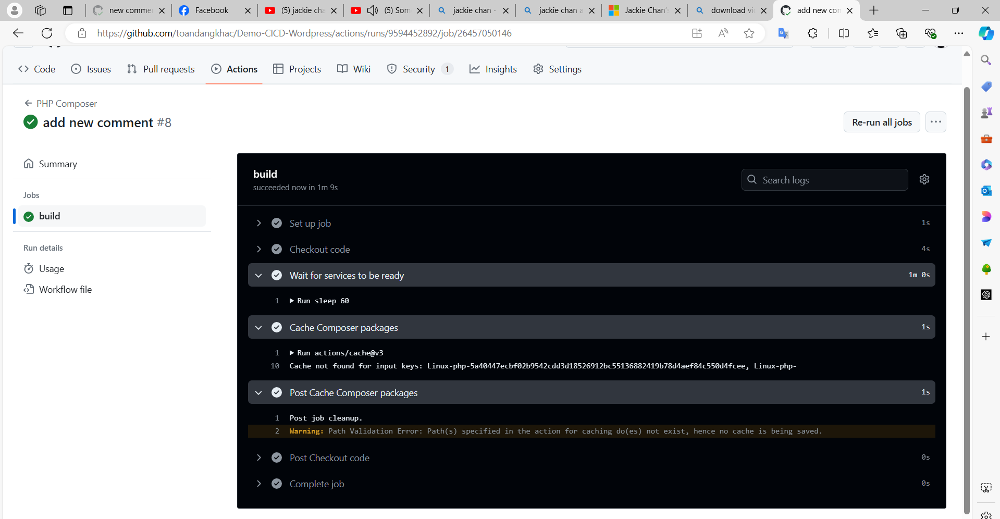 new commer
Facebook
(5) jackie cha
(5) Som
jackie chan -
jackie chan a
Jackie Chan's
download vi
add new con
https://github.com/toandangkhac/Demo-CICD-Wordpress/actions/runs/9594452892/job/26457050146
Code
Issues
Pull requests
Actions
Projects
Wiki
Security 1
Insights
Settings
PHP Composer
add new comment #8
Re-run all jobs
Summary
Jobs
build
Run details
Usage
Workflow file
build
succeeded now in 1m 9s
Search logs
Set up job 1s
Checkout code 4s
Wait for services to be ready 1m 0s
1 Run sleep 60
Cache Composer packages 1s
1 Run actions/cache@v3
10 Cache not found for input keys: Linux-php-5a40447ecbf02b9542cdd3d18526912bc55136882419b78d4aef84c550d4fcee, Linux-php-
Post Cache Composer packages 1s
1 Post job cleanup.
2 Warning: Path Validation Error: Path(s) specified in the action for caching do(es) not exist, hence no cache is being saved.
Post Checkout code 0s
Complete job 0s